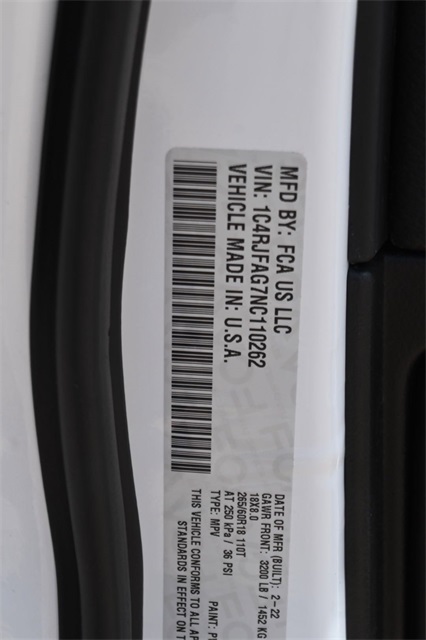 MFD BY: FCA US LLC
VIN: 1C4RJFAG7NC110262
VEHICLE MADE IN: U.S.A.
DATE OF MFR (BUILT): 2-22
GAWR FRONT: 3200 LB / 1452 KG
18X8.0
265/60R18 110T
AT 250 kPa / 36 PSI
TYPE: MPV
PAINT:
THIS VEHICLE CONFORMS TO ALL
STANDARDS IN EFFECT ON